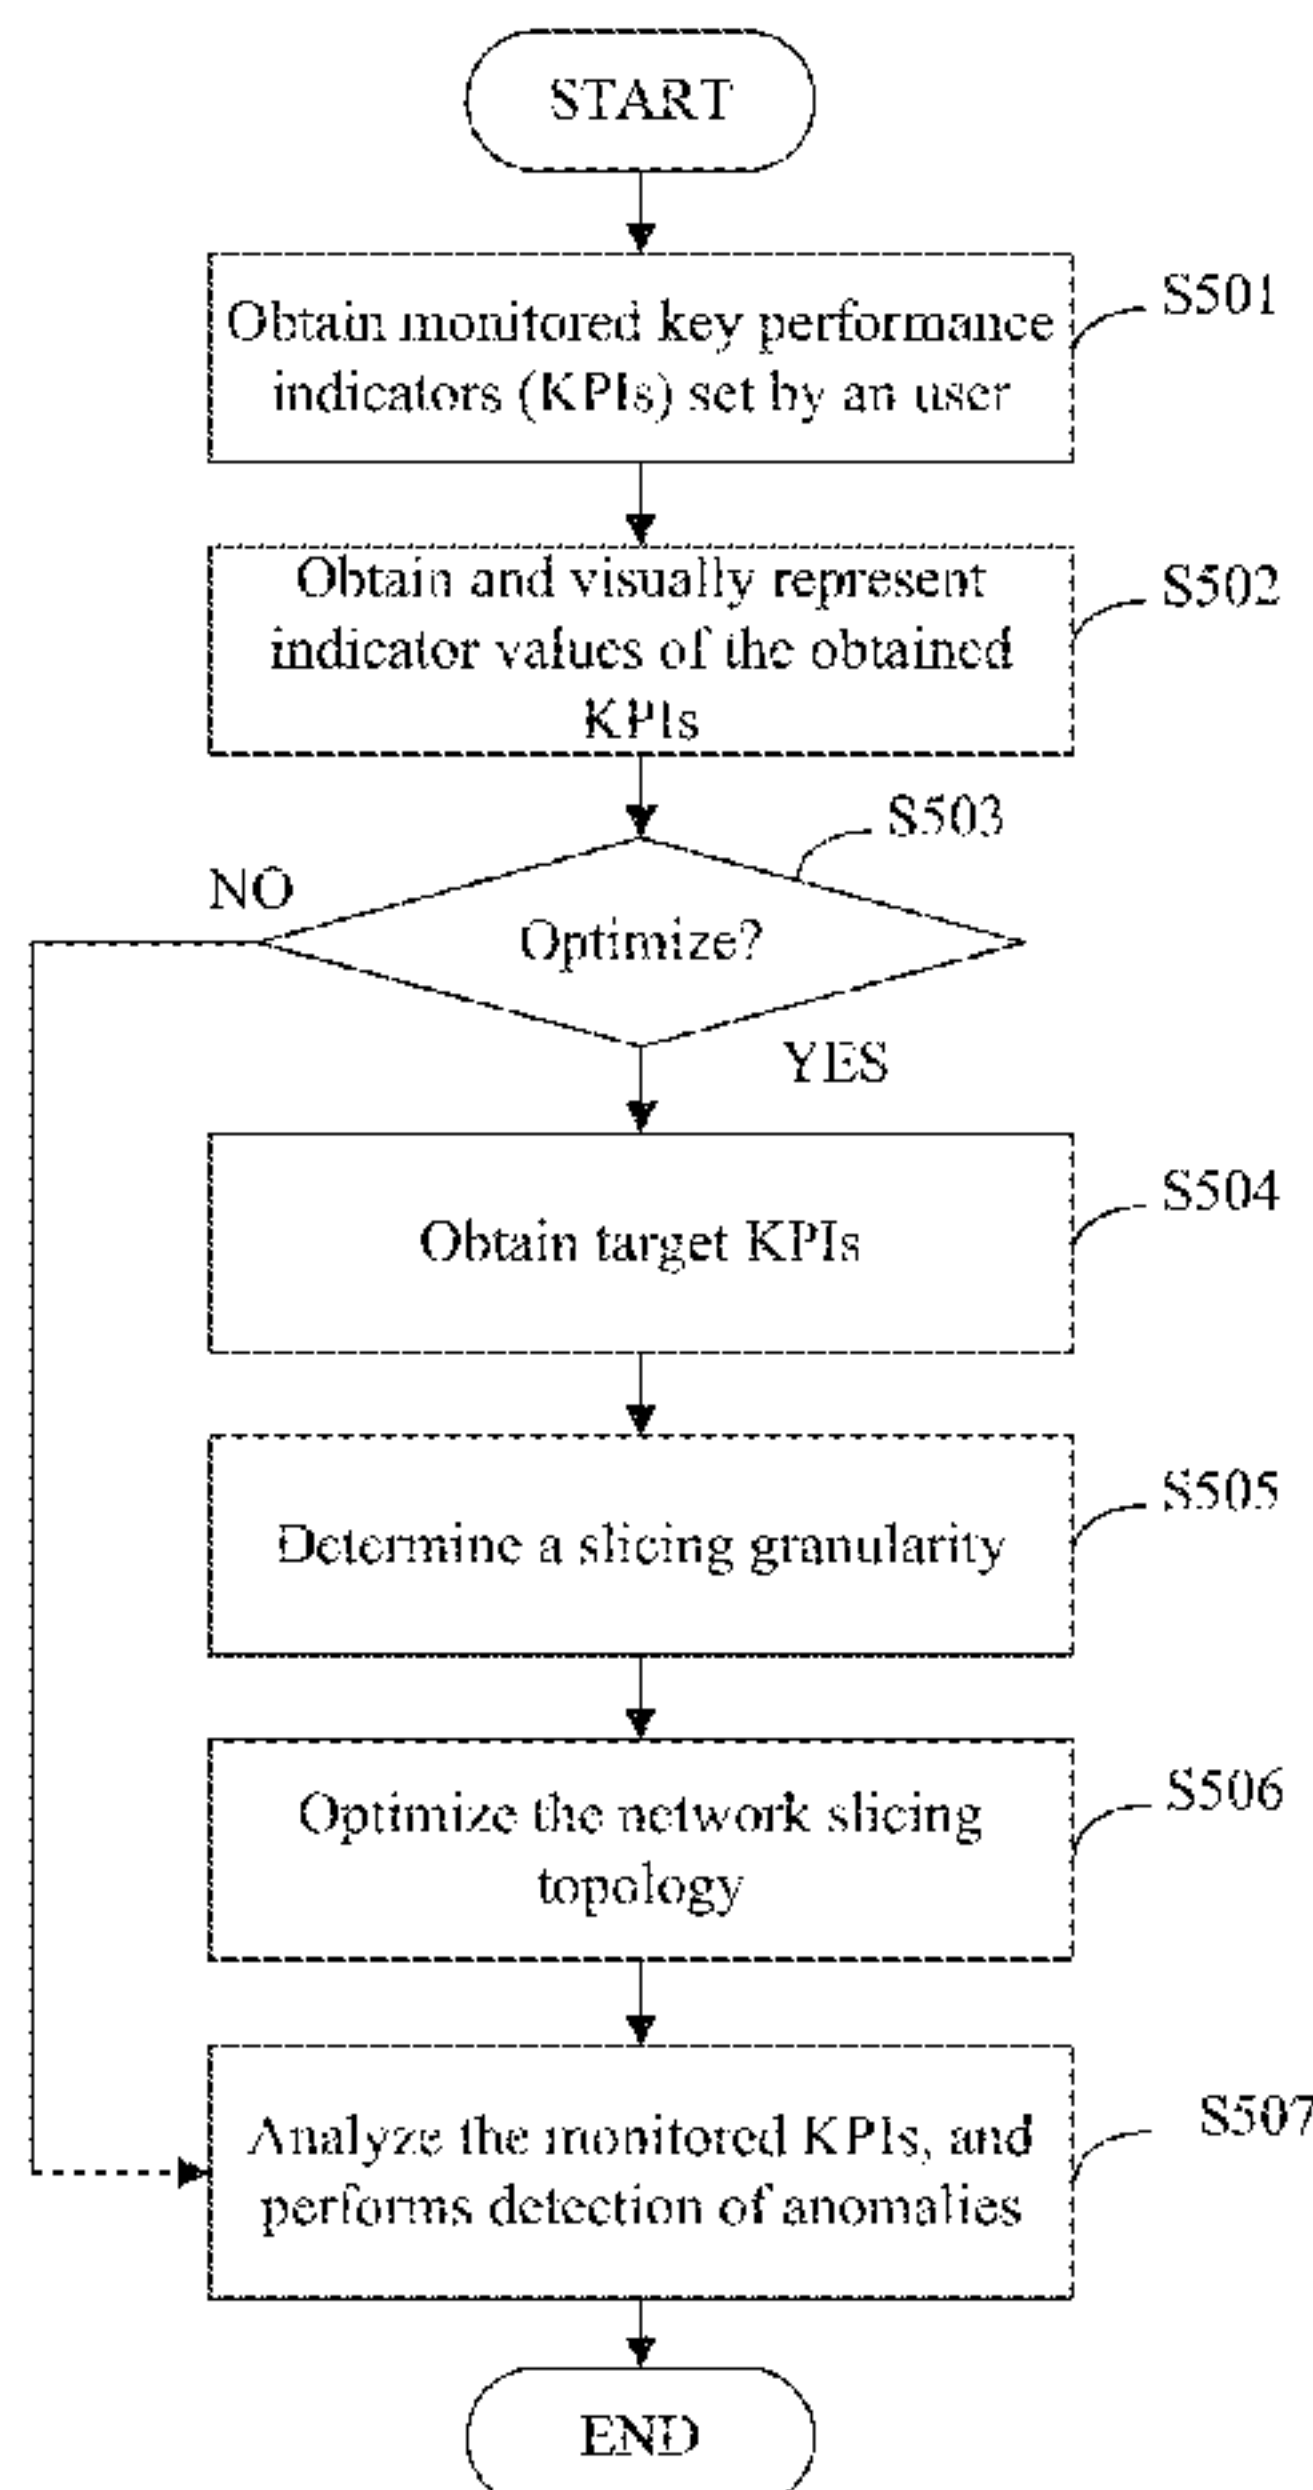 START
Obtain monitored key performance
indicators (KPIs) set by an user
S501
Obtain and visually represent
indicator values of the obtained
KPIs
S502
S503
NO
Optimize?
YES
Obtain target KPIs
S504
Determine a slicing granularity
S505
Optimize the network slicing
topology
S506
Analyze the monitored KPIs, and
performs detection of anomalies
S507
END